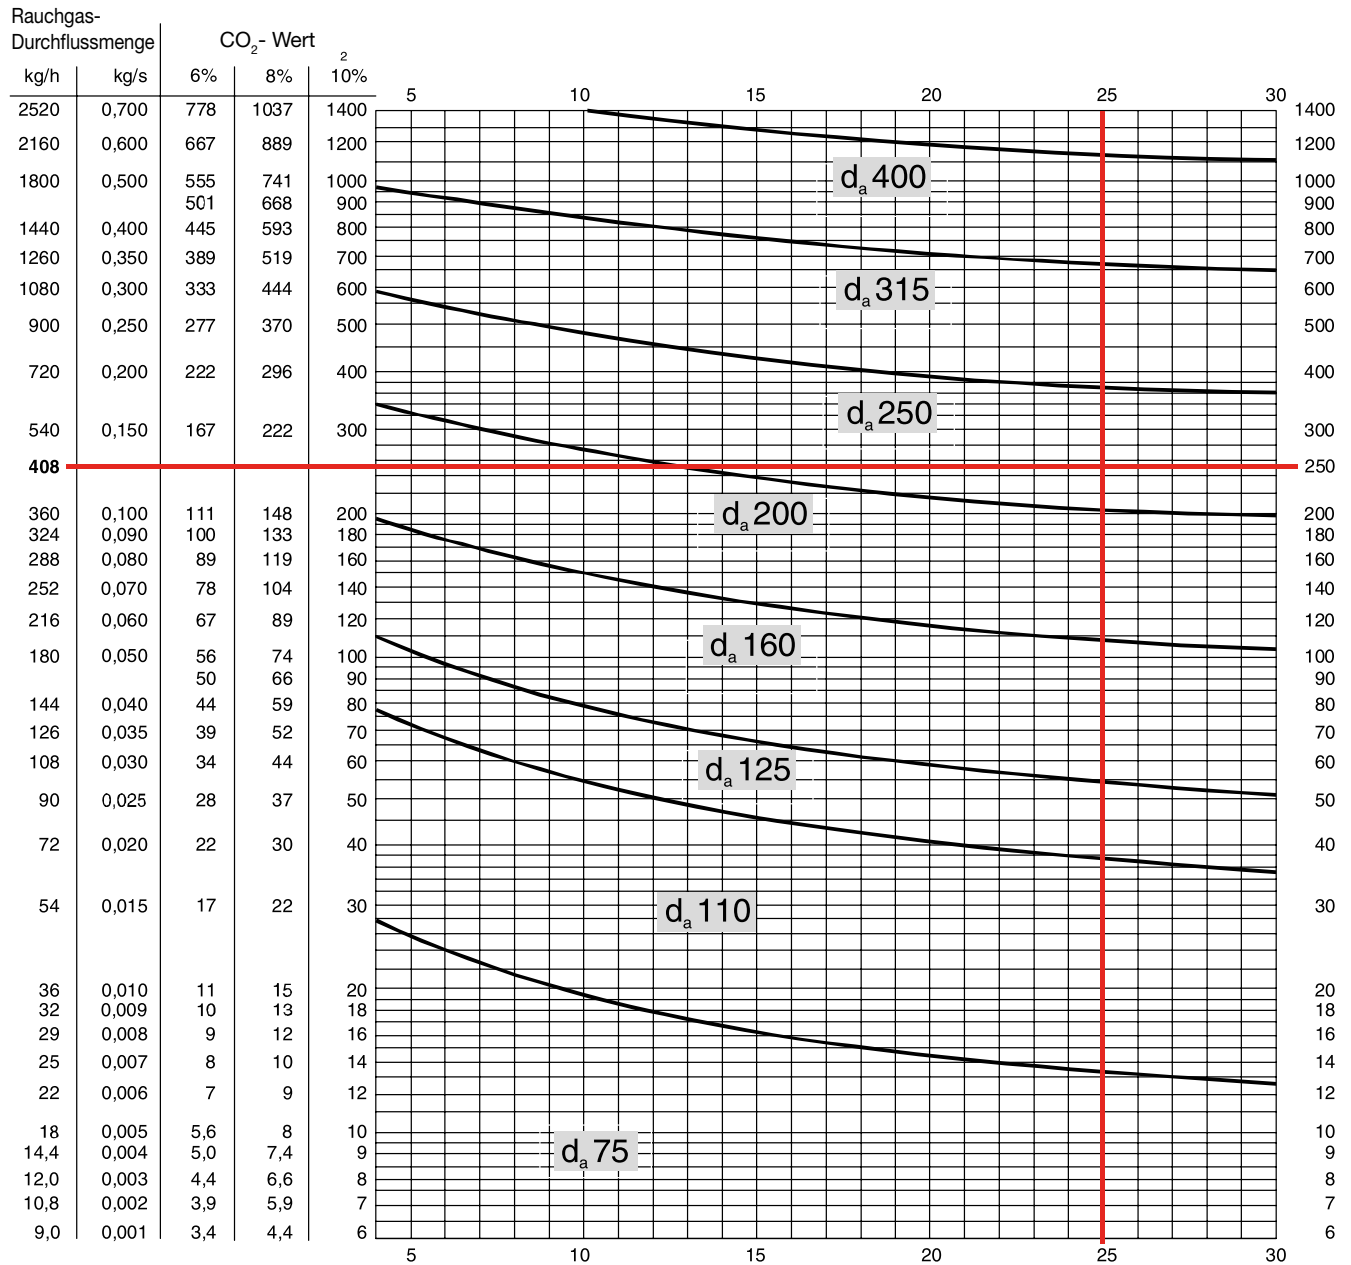 Rauchgas-
Durchflussmenge CO2- Wert
2
kg/h kg/s 6% 8% 10%
5 10 15 20 25 30
2520 0,700 778 1037 1400 1400
2160 0,600 667 889 1200 1200
da 400
1800 0,500 555 741 1000 1000
501 668 900 900
1440 0,400 445 593 800 800
1260 0,350 389 519 700 700
1080 0,300 333 444 600 da 315 600
900 0,250 277 370 500 500
720 0,200 222 296 400 400
da 250
540 0,150 167 222 300 300
408 250
360 0,100 111 148 200 da 200 200
324 0,090 100 133 180 180
288 0,080 89 119 160 160
252 0,070 78 104 140 140
216 0,060 67 89 120 120
da 160
180 0,050 56 74 100 100
50 66 90 90
144 0,040 44 59 80 80
126 0,035 39 52 70 70
108 0,030 34 44 60 da 125 60
90 0,025 28 37 50 50
72 0,020 22 30 40 40
54 0,015 17 22 30 da 110 30
36 0,010 11 15 20 20
32 0,009 10 13 18 18
29 0,008 9 12 16 16
25 0,007 8 10 14 14
22 0,006 7 9 12 12
18 0,005 5,6 8 10 10
14,4 0,004 5,0 7,4 9 da 75 9
12,0 0,003 4,4 6,6 8 8
10,8 0,002 3,9 5,9 7 7
9,0 0,001 3,4 4,4 6 6
5 10 15 20 25 30